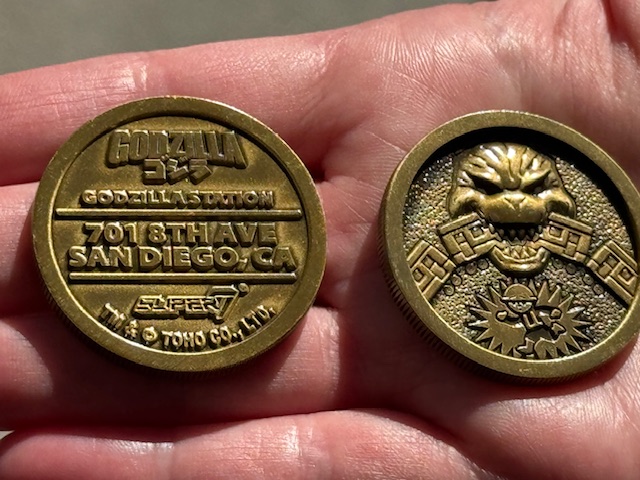 GODZILLA
ゴジラ
GODZILLA STATION
701 8TH AVE
SAN DIEGO, CA
SUPER7
TM & © TOHO CO., LTD.